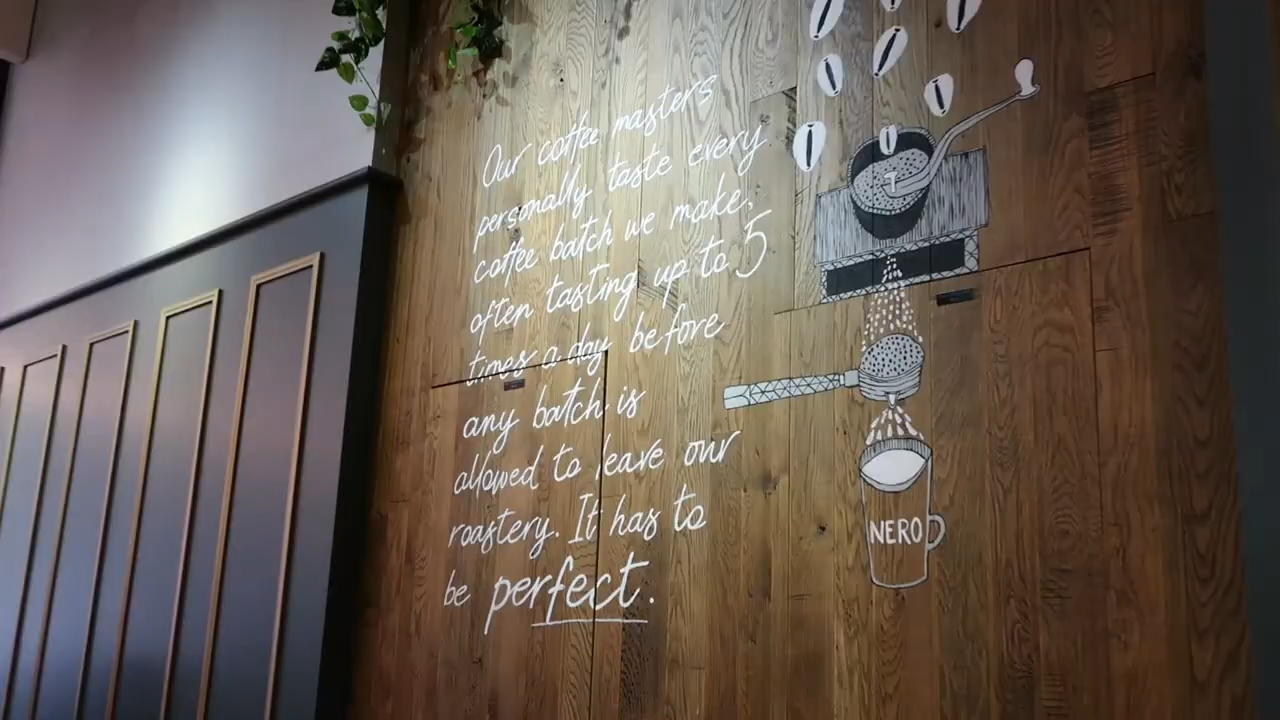 Our coffee masters
personally taste every
coffee batch we make,
often tasting up to 5
times a day before
any batch is
allowed to leave our
roastery. It has to
be perfect.
NERO